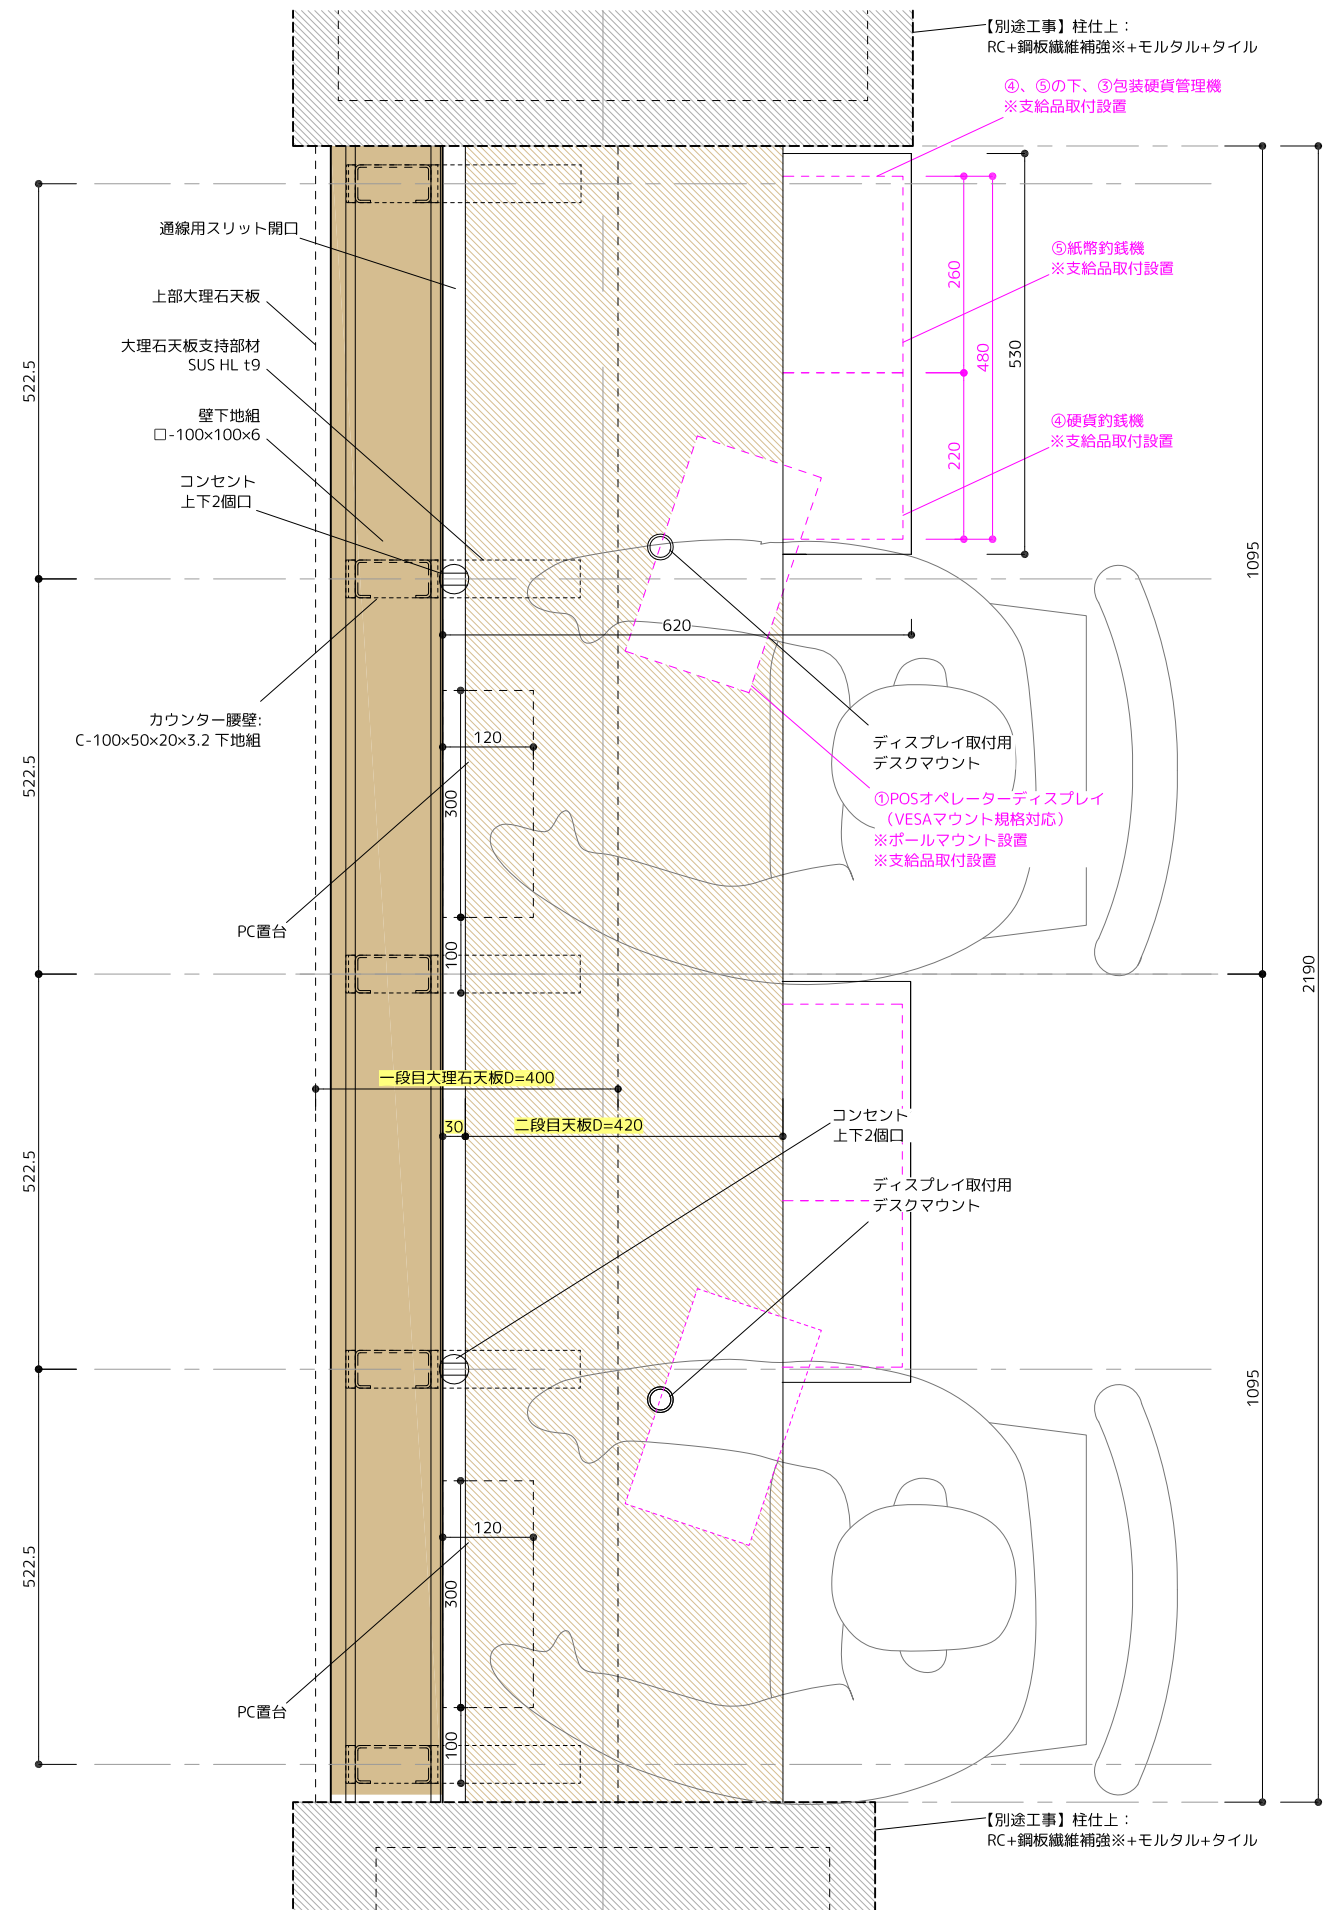 【別途工事】柱仕上：
RC+鋼板繊維補強※+モルタル+タイル
④、⑤の下、③包装硬貨管理機
※支給品取付設置
通線用スリット開口
⑤紙幣釣銭機
※支給品取付設置
260
上部大理石天板
大理石天板支持部材
SUS HL t9
480
530
522.5
壁下地組
□-100×100×6
④硬貨釣銭機
※支給品取付設置
220
コンセント
上下2個口
1095
620
カウンター腰壁:
C-100×50×20×3.2 下地組
120
ディスプレイ取付用
デスクマウント
522.5
300
①POSオペレーターディスプレイ
（VESAマウント規格対応）
※ポールマウント設置
※支給品取付設置
PC置台
100
2190
一段目大理石天板D=400
30
二段目天板D=420
コンセント
上下2個口
522.5
ディスプレイ取付用
デスクマウント
1095
120
522.5
300
PC置台
100
【別途工事】柱仕上：
RC+鋼板繊維補強※+モルタル+タイル